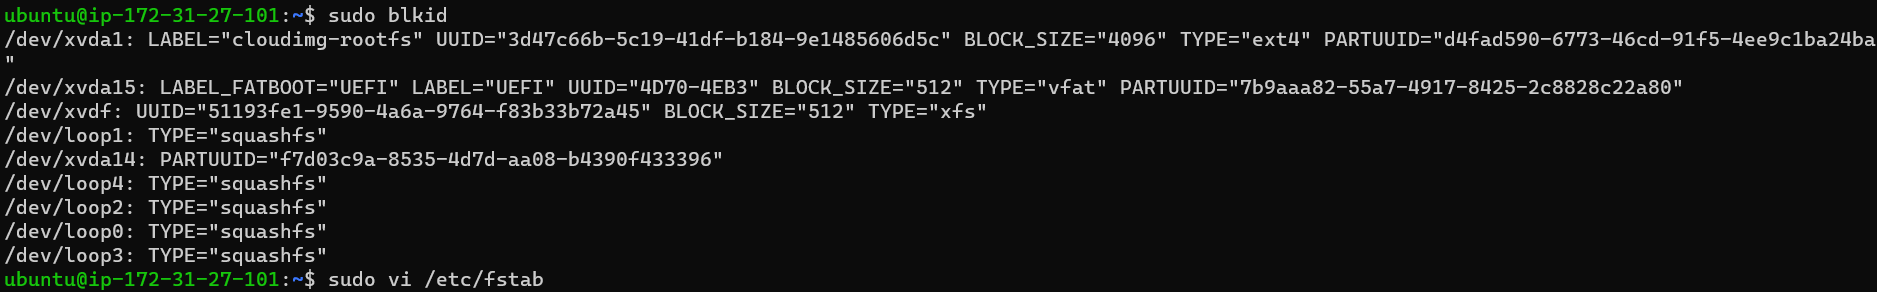 ubuntu@ip-172-31-27-101:~$ sudo blkid
/dev/xvda1: LABEL="cloudimg-rootfs" UUID="3d47c66b-5c19-41df-b184-9e1485606d5c" BLOCK_SIZE="4096" TYPE="ext4" PARTUUID="d4fad590-6773-46cd-91f5-4ee9c1ba24ba
"
/dev/xvda15: LABEL_FATBOOT="UEFI" LABEL="UEFI" UUID="4D70-4EB3" BLOCK_SIZE="512" TYPE="vfat" PARTUUID="7b9aaa82-55a7-4917-8425-2c8828c22a80"
/dev/xvdf: UUID="51193fe1-9590-4a6a-9764-f83b33b72a45" BLOCK_SIZE="512" TYPE="xfs"
/dev/loop1: TYPE="squashfs"
/dev/xvda14: PARTUUID="f7d03c9a-8535-4d7d-aa08-b4390f433396"
/dev/loop4: TYPE="squashfs"
/dev/loop2: TYPE="squashfs"
/dev/loop0: TYPE="squashfs"
/dev/loop3: TYPE="squashfs"
ubuntu@ip-172-31-27-101:~$ sudo vi /etc/fstab